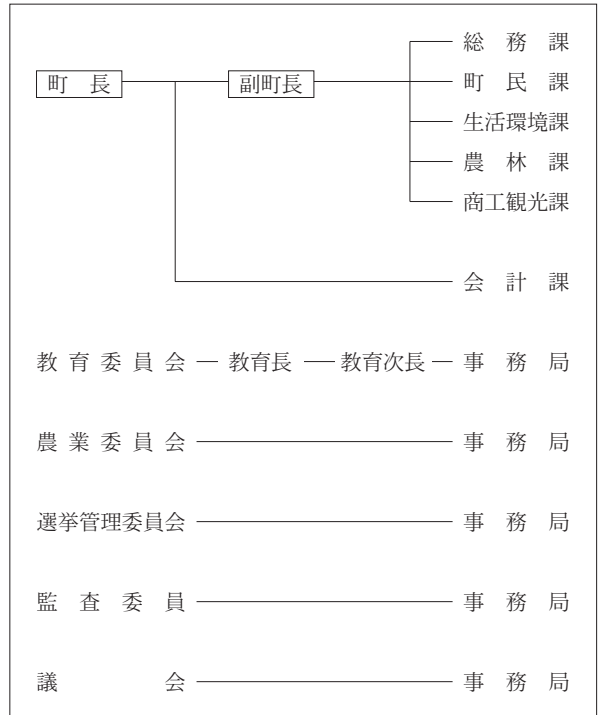 総務課
町長 副町長 町民課
生活環境課
農林課
商工観光課
会計課
教育委員会 教育長 教育次長 事務局
農業委員会 事務局
選挙管理委員会 事務局
監査委員 事務局
議会 事務局